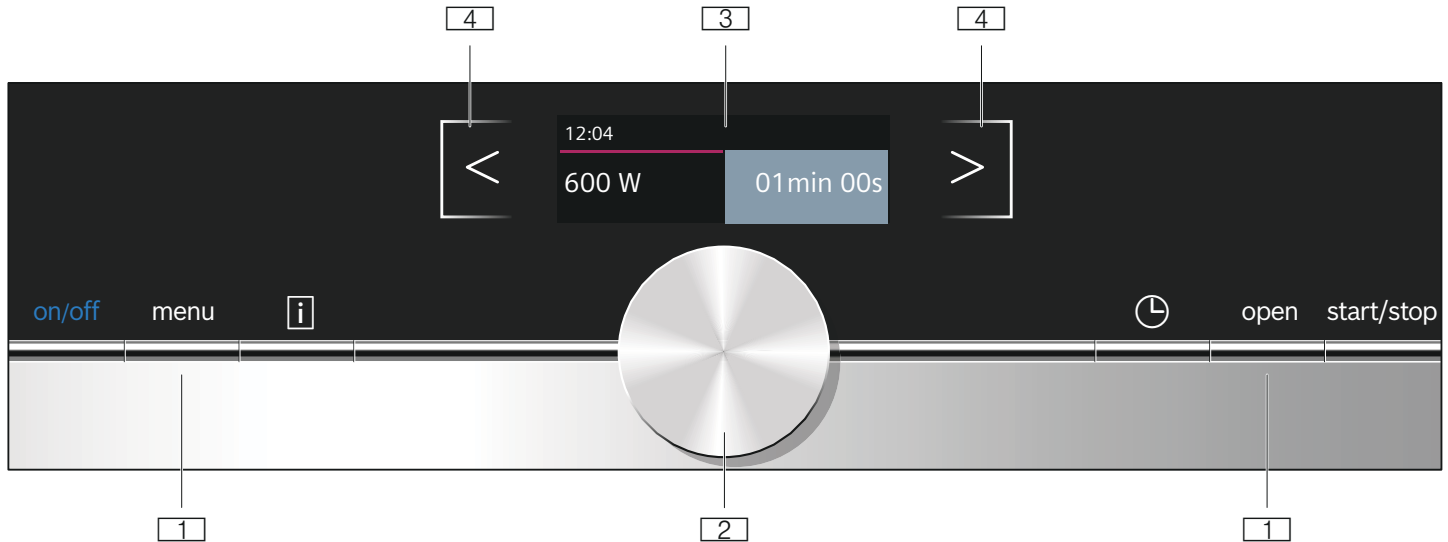 4 3 4
12:04
< 600 W 01min 00s >
on/off menu i open start/stop
1 2 1